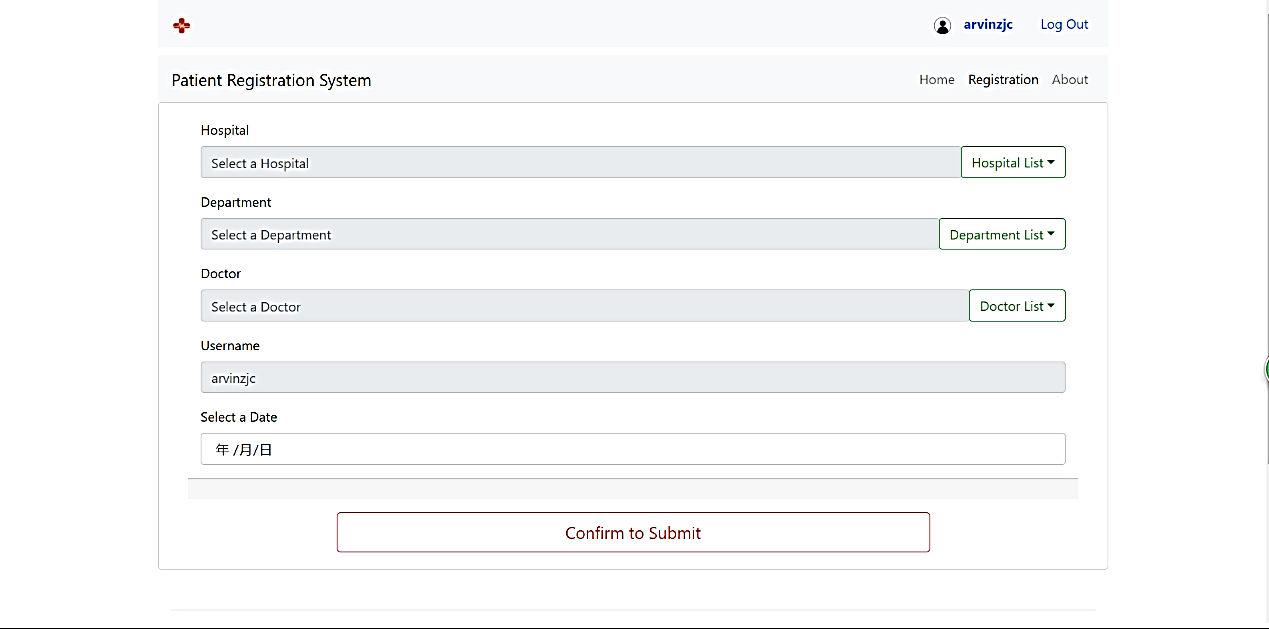 arvinzjc Log Out
Patient Registration System Home Registration About
Hospital
Select a Hospital Hospital List
Department
Select a Department Department List
Doctor
Select a Doctor Doctor List
Username
arvinzjc
Select a Date
年 /月/日
Confirm to Submit